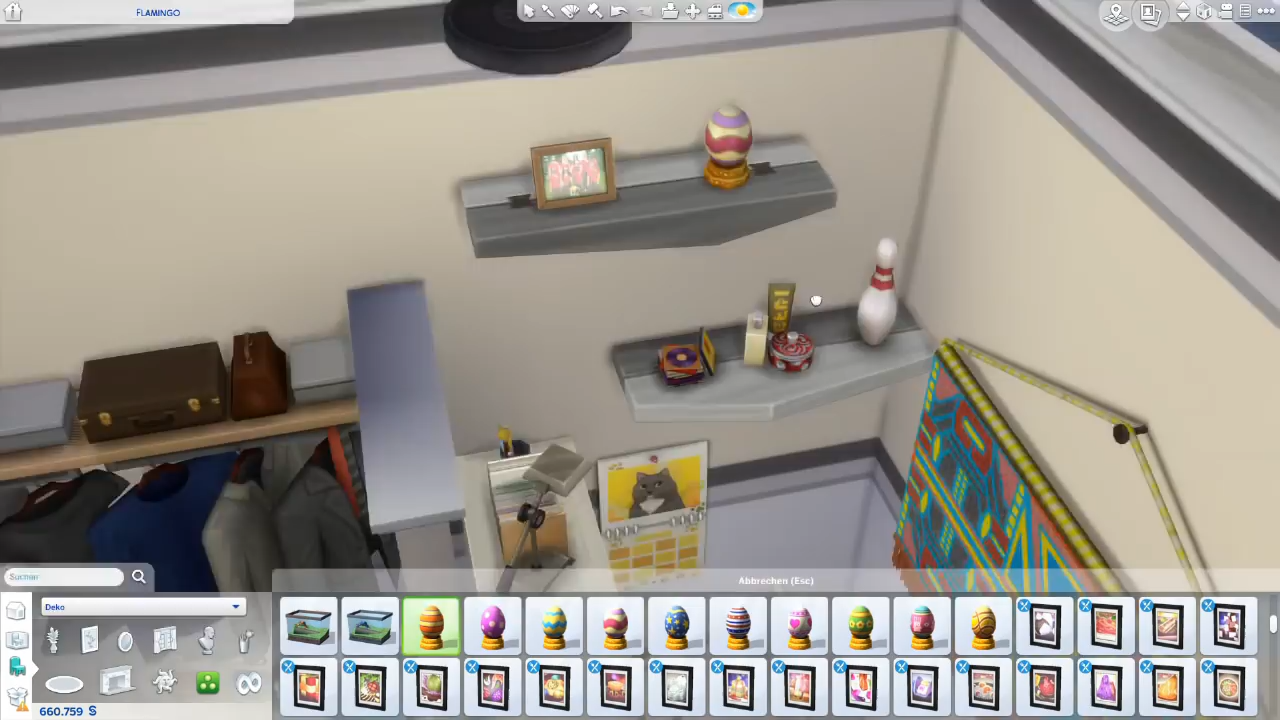 FLAMINGO
Abbrechen (Esc)
Suchen
Deko
660.759 S